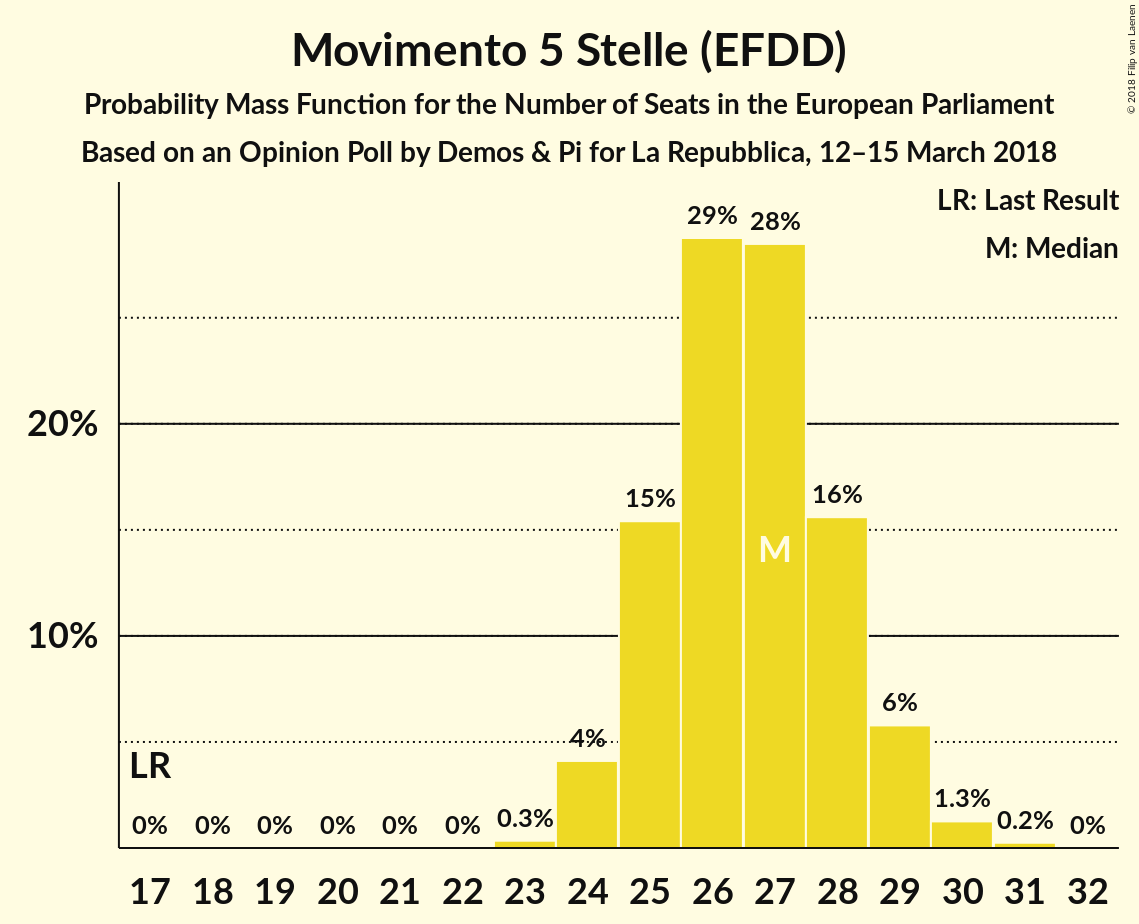 Movimento 5 Stelle (EFDD)
Probability Mass Function for the Number of Seats in the European Parliament
Based on an Opinion Poll by Demos & Pi for La Repubblica, 12–15 March 2018
© 2018 Filip van Laenen
LR: Last Result
M: Median
29% 28%
20%
15% 16%
M
10%
6%
4%
LR
0% 0% 0% 0% 0% 0% 0.3% 1.3% 0.2% 0%
17 18 19 20 21 22 23 24 25 26 27 28 29 30 31 32